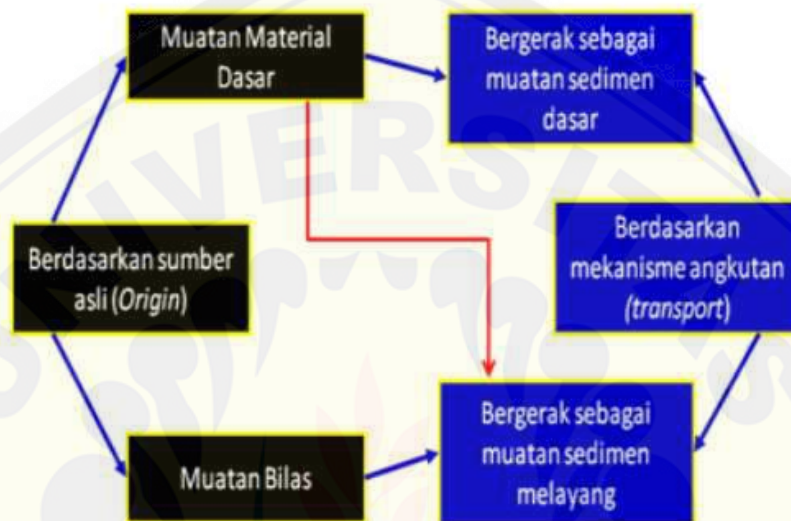 Muatan Material
Dasar
Bergerak sebagai
muatan sedimen
dasar
Berdasarkan sumber
asli (Origin)
Berdasarkan
mekanisme angkutan
(transport)
Muatan Bilas
Bergerak sebagai
muatan sedimen
melayang